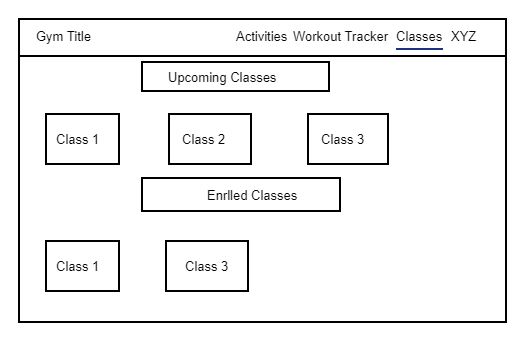 Gym Title Activities Workout Tracker Classes XYZ
Upcoming Classes
Class 1 Class 2 Class 3
Enrlled Classes
Class 1 Class 3